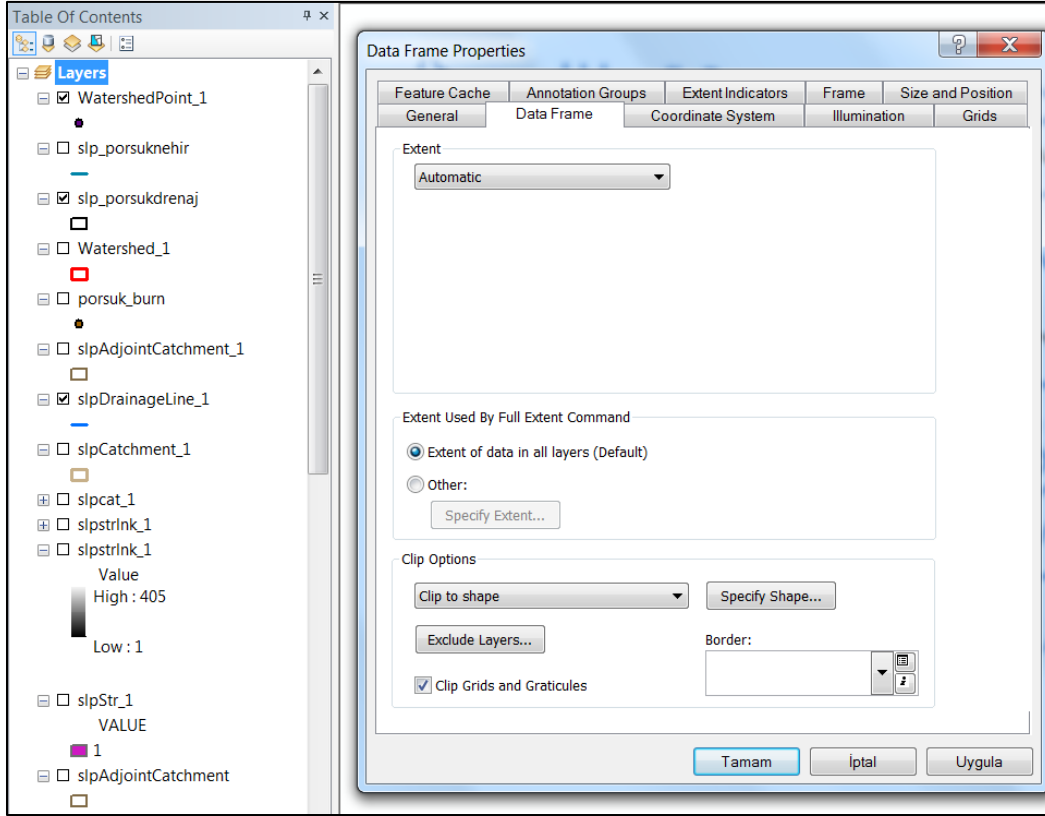 Table Of Contents
Layers
WatershedPoint_1
slp_porsuknehir
slp_porsukdrenaj
Watershed_1
porsuk_burn
slpAdjointCatchment_1
slpDrainageLine_1
slpCatchment_1
slpcat_1
slpstrlnk_1
slpstrlnk_1
Value
High : 405
Low : 1
slpStr_1
VALUE
1
slpAdjointCatchment
Data Frame Properties
Feature Cache Annotation Groups Extent Indicators Frame Size and Position
General Data Frame Coordinate System Illumination Grids
Extent
Automatic
Extent Used By Full Extent Command
Extent of data in all layers (Default)
Other:
Specify Extent...
Clip Options
Clip to shape Specify Shape...
Exclude Layers... Border:
Clip Grids and Graticules
Tamam İptal Uygula